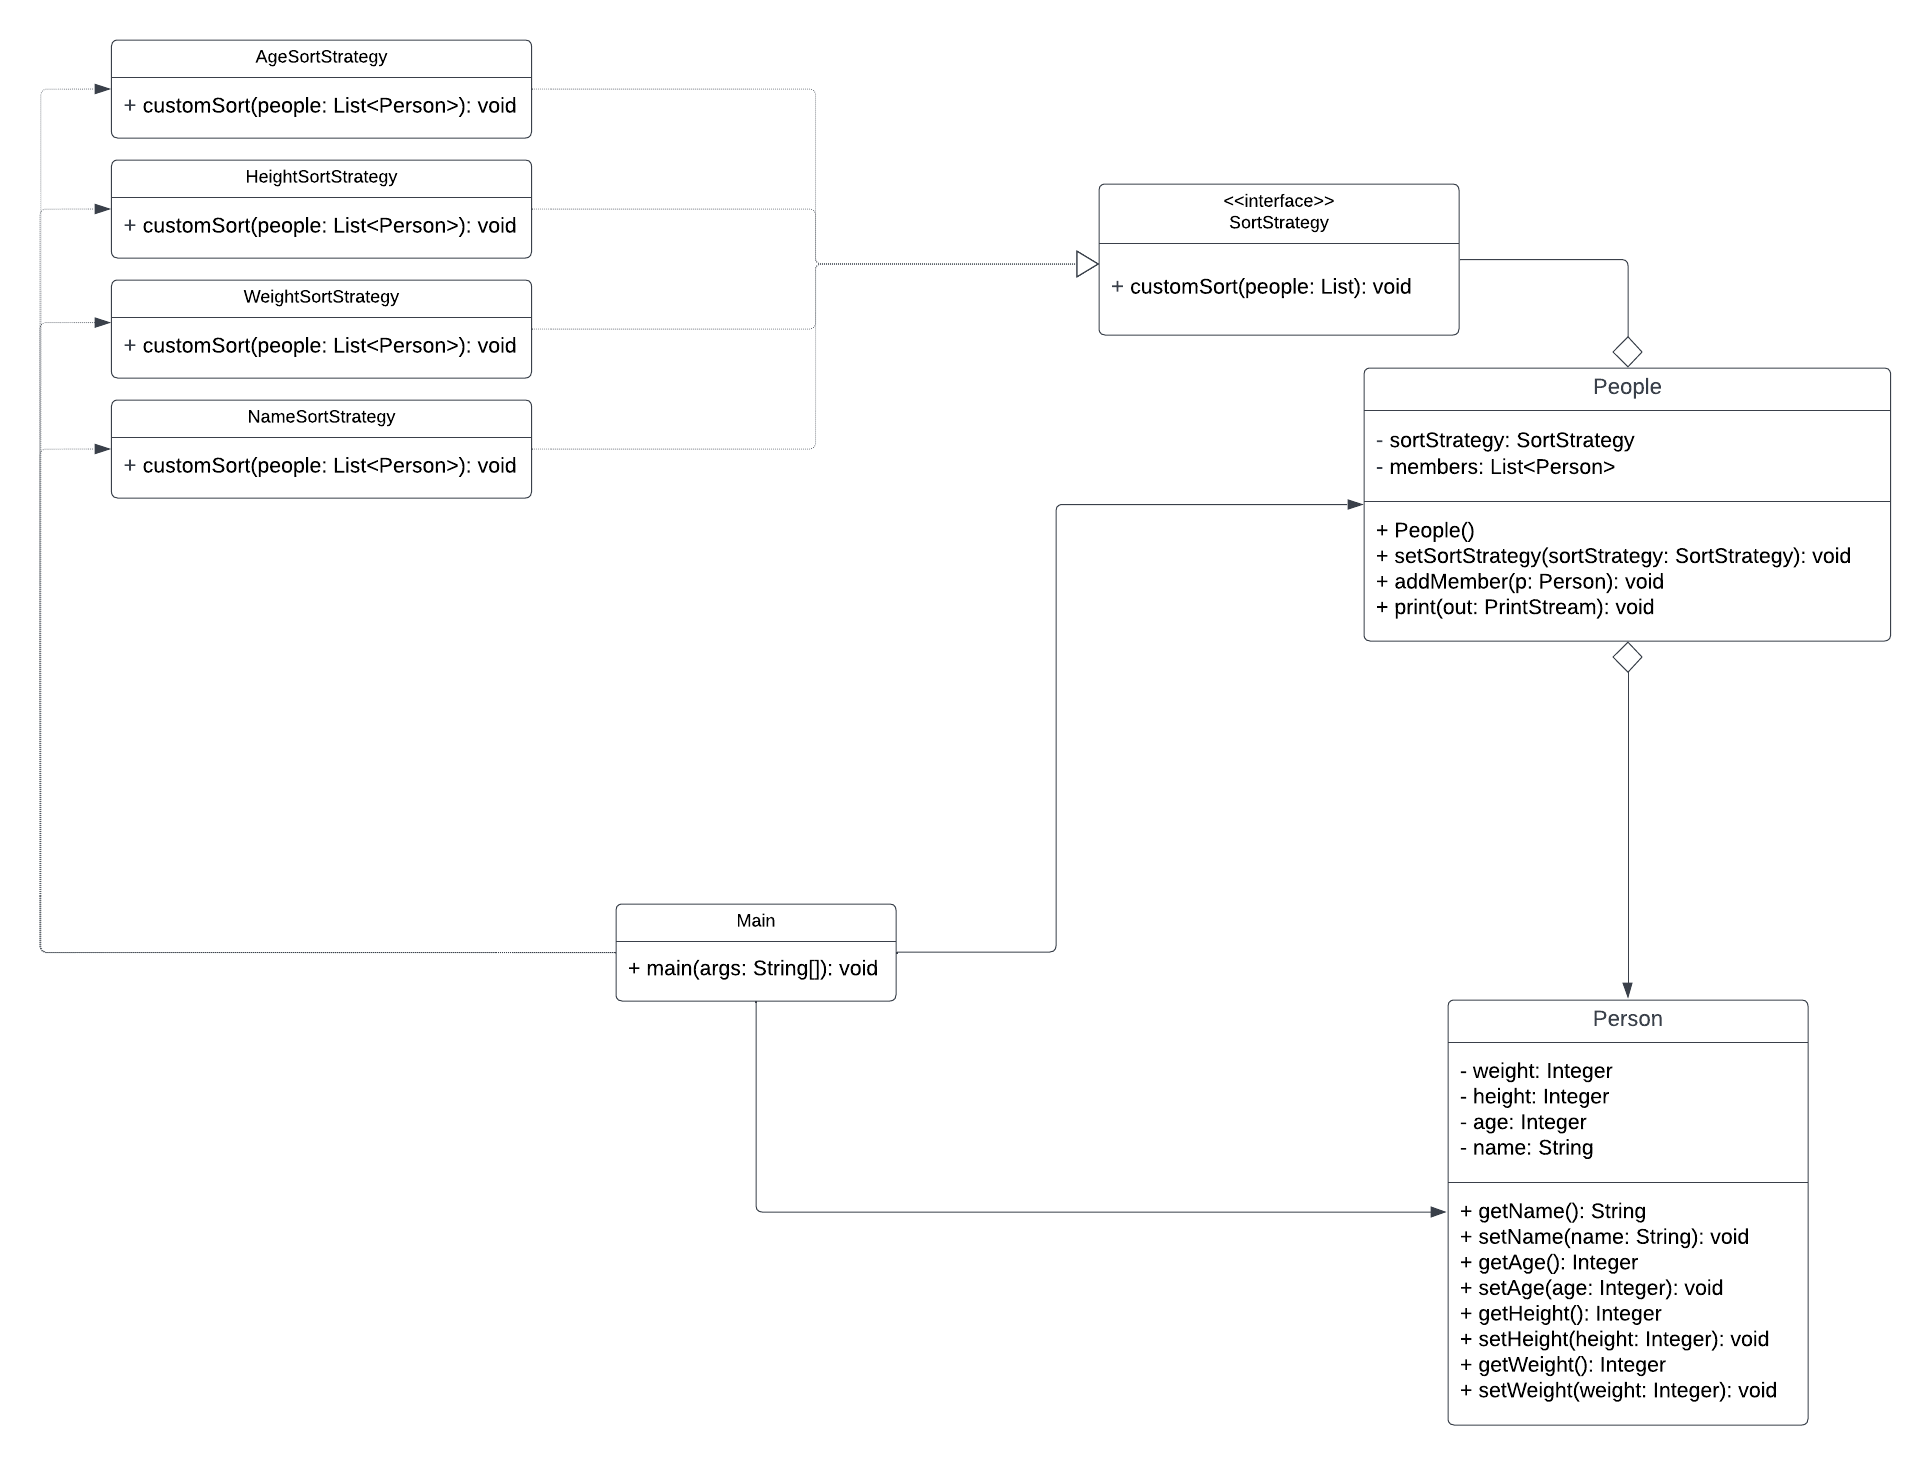 AgeSortStrategy
+ customSort(people: List<Person>): void
HeightSortStrategy
+ customSort(people: List<Person>): void
WeightSortStrategy
+ customSort(people: List<Person>): void
NameSortStrategy
+ customSort(people: List<Person>): void
<<interface>>
SortStrategy
+ customSort(people: List): void
People
- sortStrategy: SortStrategy
- members: List<Person>
+ People()
+ setSortStrategy(sortStrategy: SortStrategy): void
+ addMember(p: Person): void
+ print(out: PrintStream): void
Main
+ main(args: String[]): void
Person
- weight: Integer
- height: Integer
- age: Integer
- name: String
+ getName(): String
+ setName(name: String): void
+ getAge(): Integer
+ setAge(age: Integer): void
+ getHeight(): Integer
+ setHeight(height: Integer): void
+ getWeight(): Integer
+ setWeight(weight: Integer): void